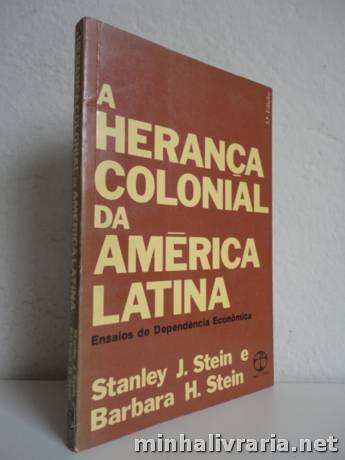 A
HERANÇA
COLONIAL
DA
AMÉRICA
LATINA
Ensaios de Dependência Econômica
Stanley J. Stein e
Barbara H. Stein
minhalivraria.net